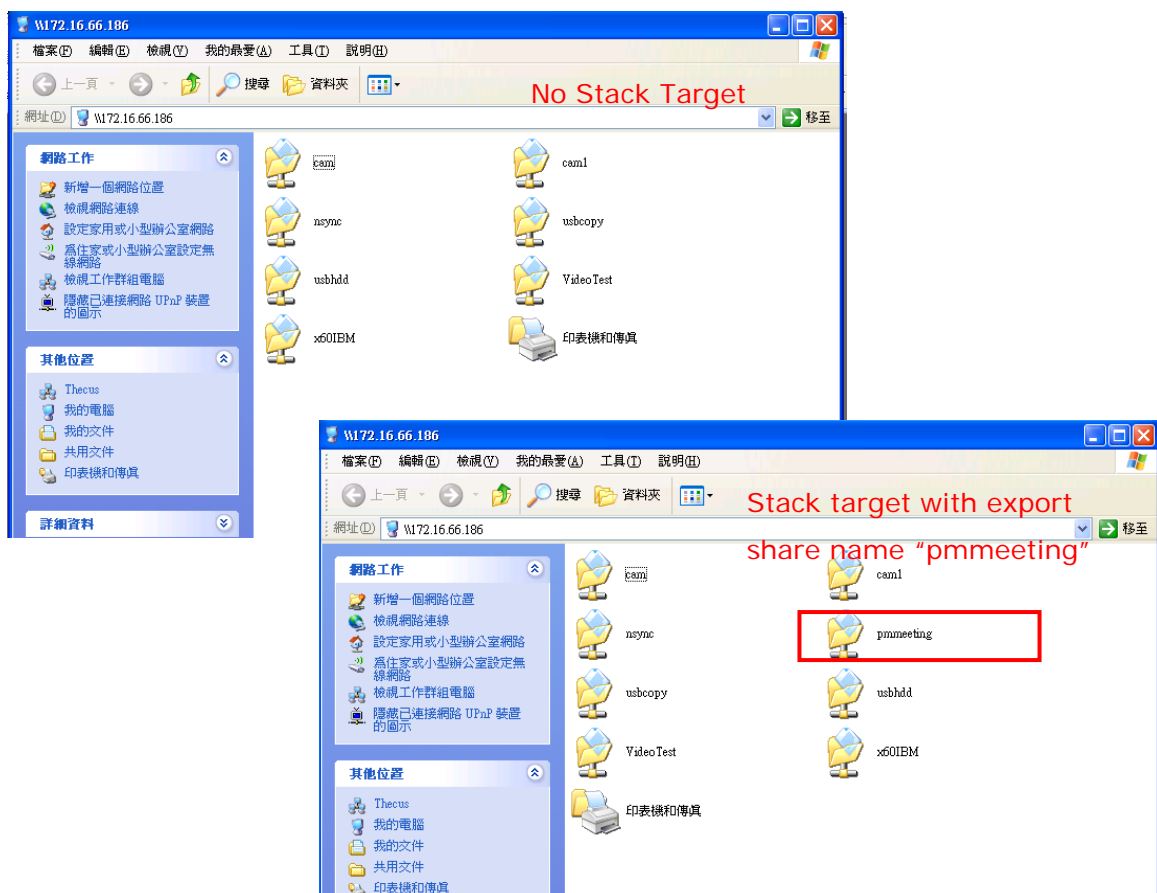 \\172.16.66.186
檔案(F) 編輯(E) 檢視(V) 我的最愛(A) 工具(T) 說明(H)
上一頁 搜尋 資料夾
No Stack Target
網址(D) \\172.16.66.186 移至
網路工作
新增一個網路位置
檢視網路連線
設定家用或小型辦公室網路
為住家或小型辦公室設定無
線網路
檢視工作群組電腦
隱藏已連接網路 UPnP 裝置
的圖示
其他位置
Thecus
我的電腦
我的文件
共用文件
印表機和傳真
詳細資料
cam
cam1
nsync
usbcopy
usbhdd
VideoTest
x60IBM
印表機和傳真
\\172.16.66.186
檔案(F) 編輯(E) 檢視(V) 我的最愛(A) 工具(T) 說明(H)
上一頁 搜尋 資料夾
Stack target with export
share name “pmmeeting”
網址(D) \\172.16.66.186 移至
網路工作
新增一個網路位置
檢視網路連線
設定家用或小型辦公室網路
為住家或小型辦公室設定無
線網路
檢視工作群組電腦
隱藏已連接網路 UPnP 裝置
的圖示
其他位置
Thecus
我的電腦
我的文件
共用文件
印表機和傳真
cam
cam1
nsync
pmmeeting
usbcopy
usbhdd
VideoTest
x60IBM
印表機和傳真